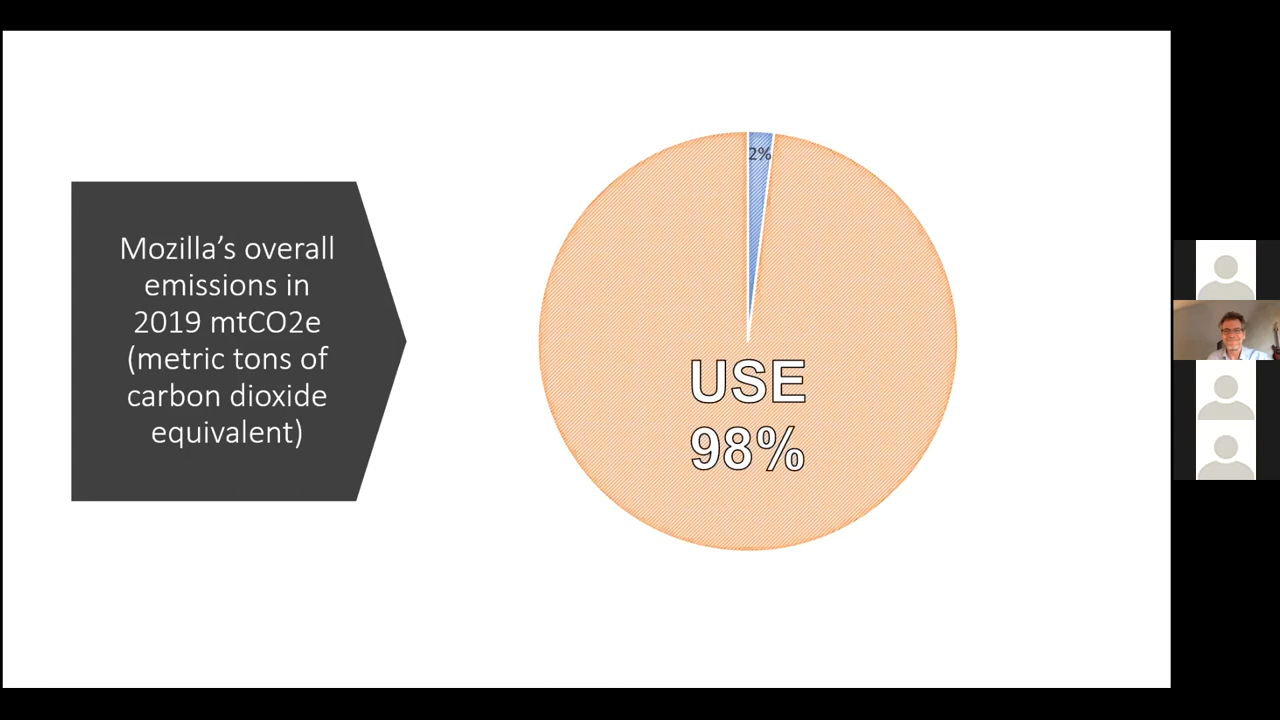 Mozilla’s overall
emissions in
2019 mtCO2e
(metric tons of
carbon dioxide
equivalent)
2%
USE
98%